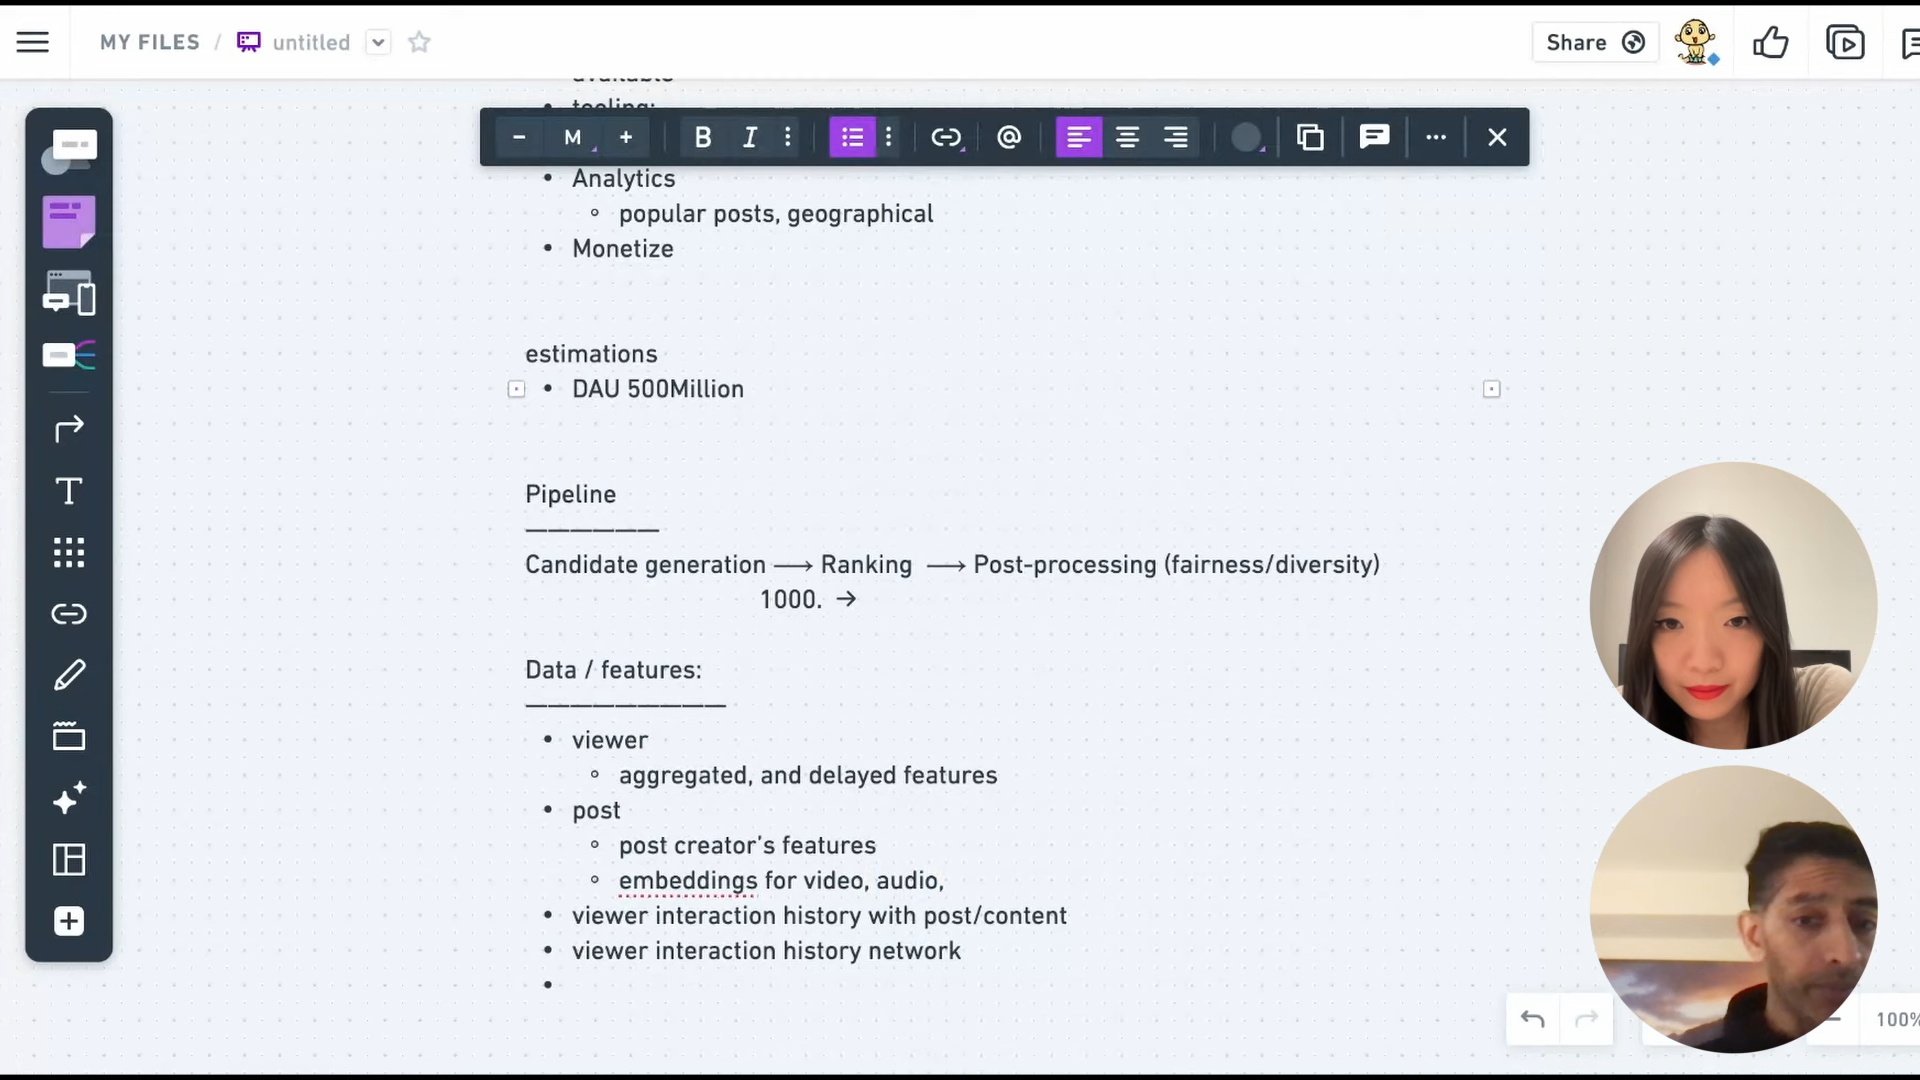 MY FILES / untitled
Share
available
tooling:
M
B I
Analytics
popular posts, geographical
Monetize
estimations
DAU 500Million
Pipeline
——————
Candidate generation ⟶ Ranking ⟶ Post-processing (fairness/diversity)
1000. →
Data / features:
—————————
viewer
aggregated, and delayed features
post
post creator’s features
embeddings for video, audio,
viewer interaction history with post/content
viewer interaction history network
100%